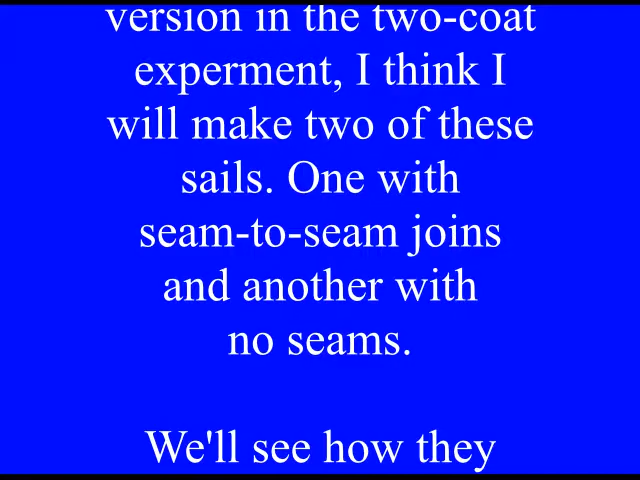 version in the two-coat
experment, I think I
will make two of these
sails. One with
seam-to-seam joins
and another with
no seams.
We'll see how they